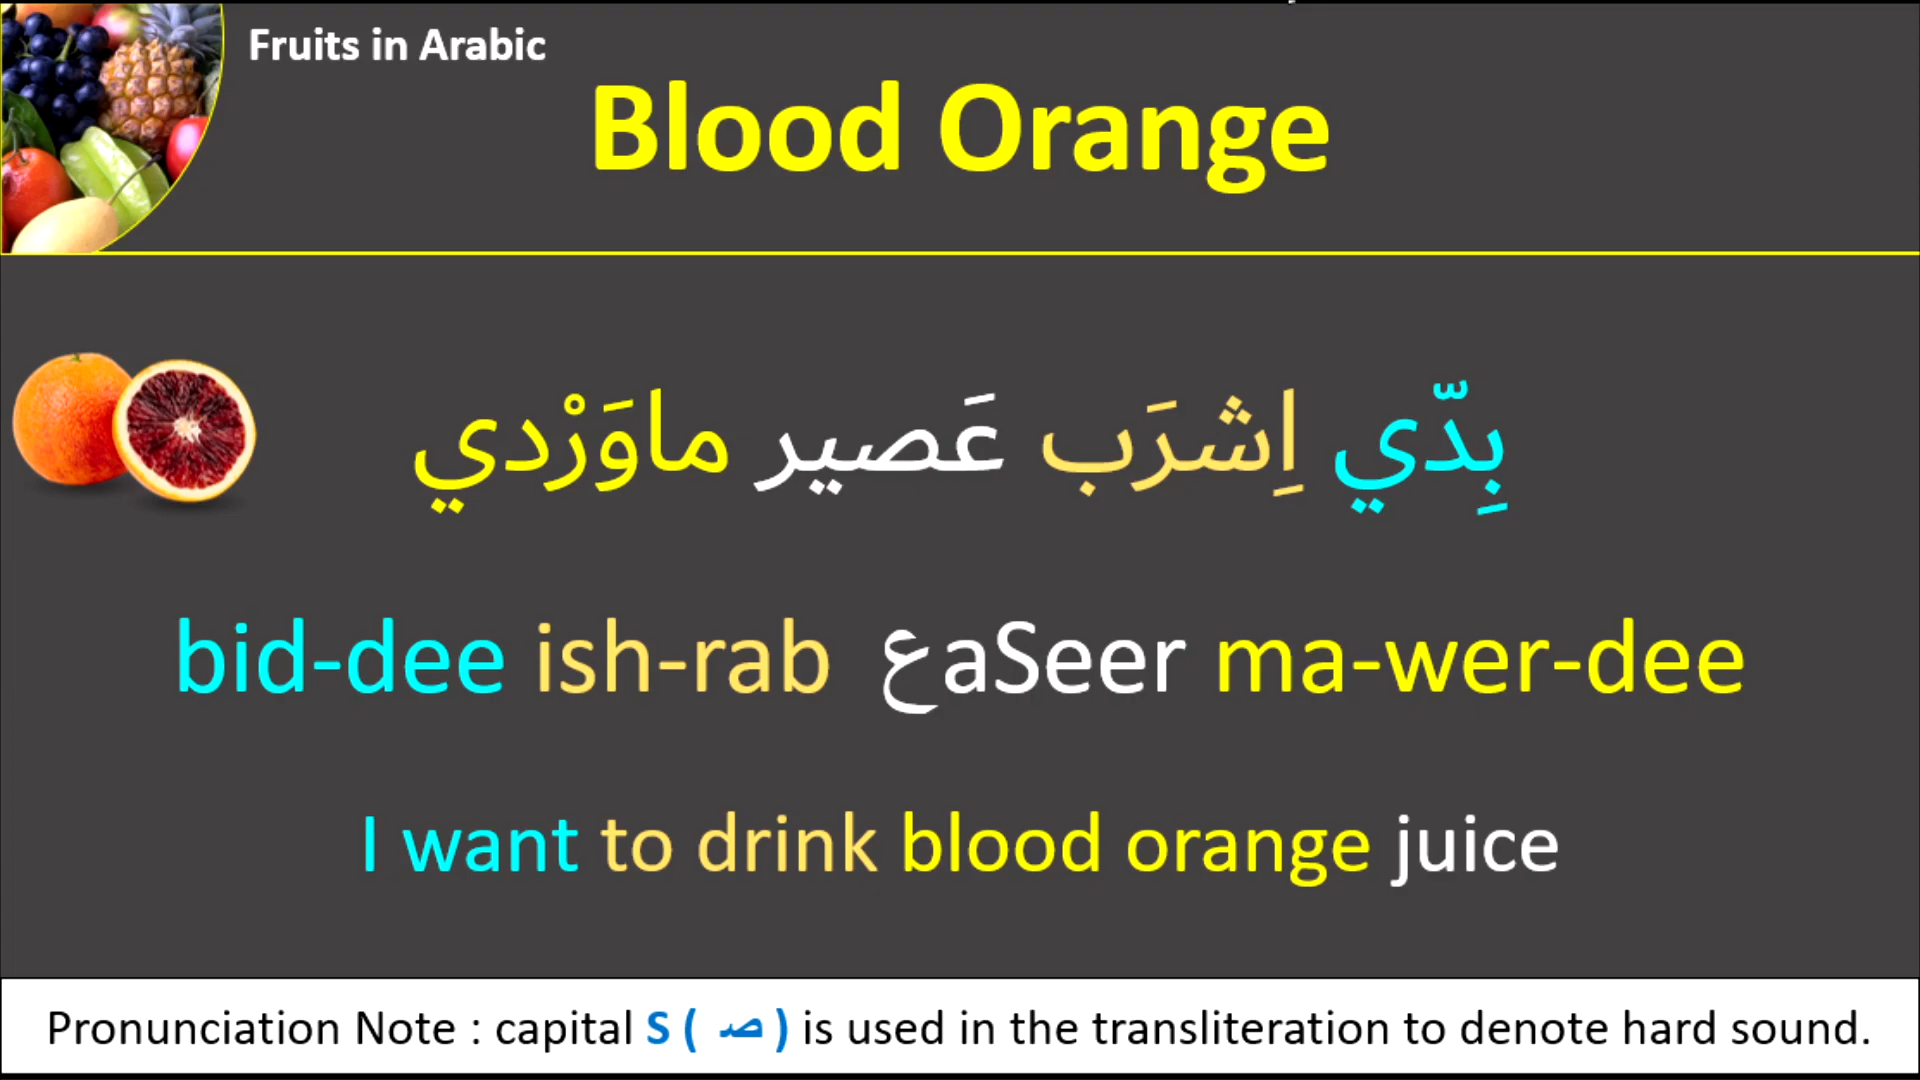 Fruits in Arabic
Blood Orange
بِدّي اِشرَب عَصير ماوَرْدي
bid-dee ish-rab عaSeer ma-wer-dee
I want to drink blood orange juice
Pronunciation Note : capital S ( صـ ) is used in the transliteration to denote hard sound.